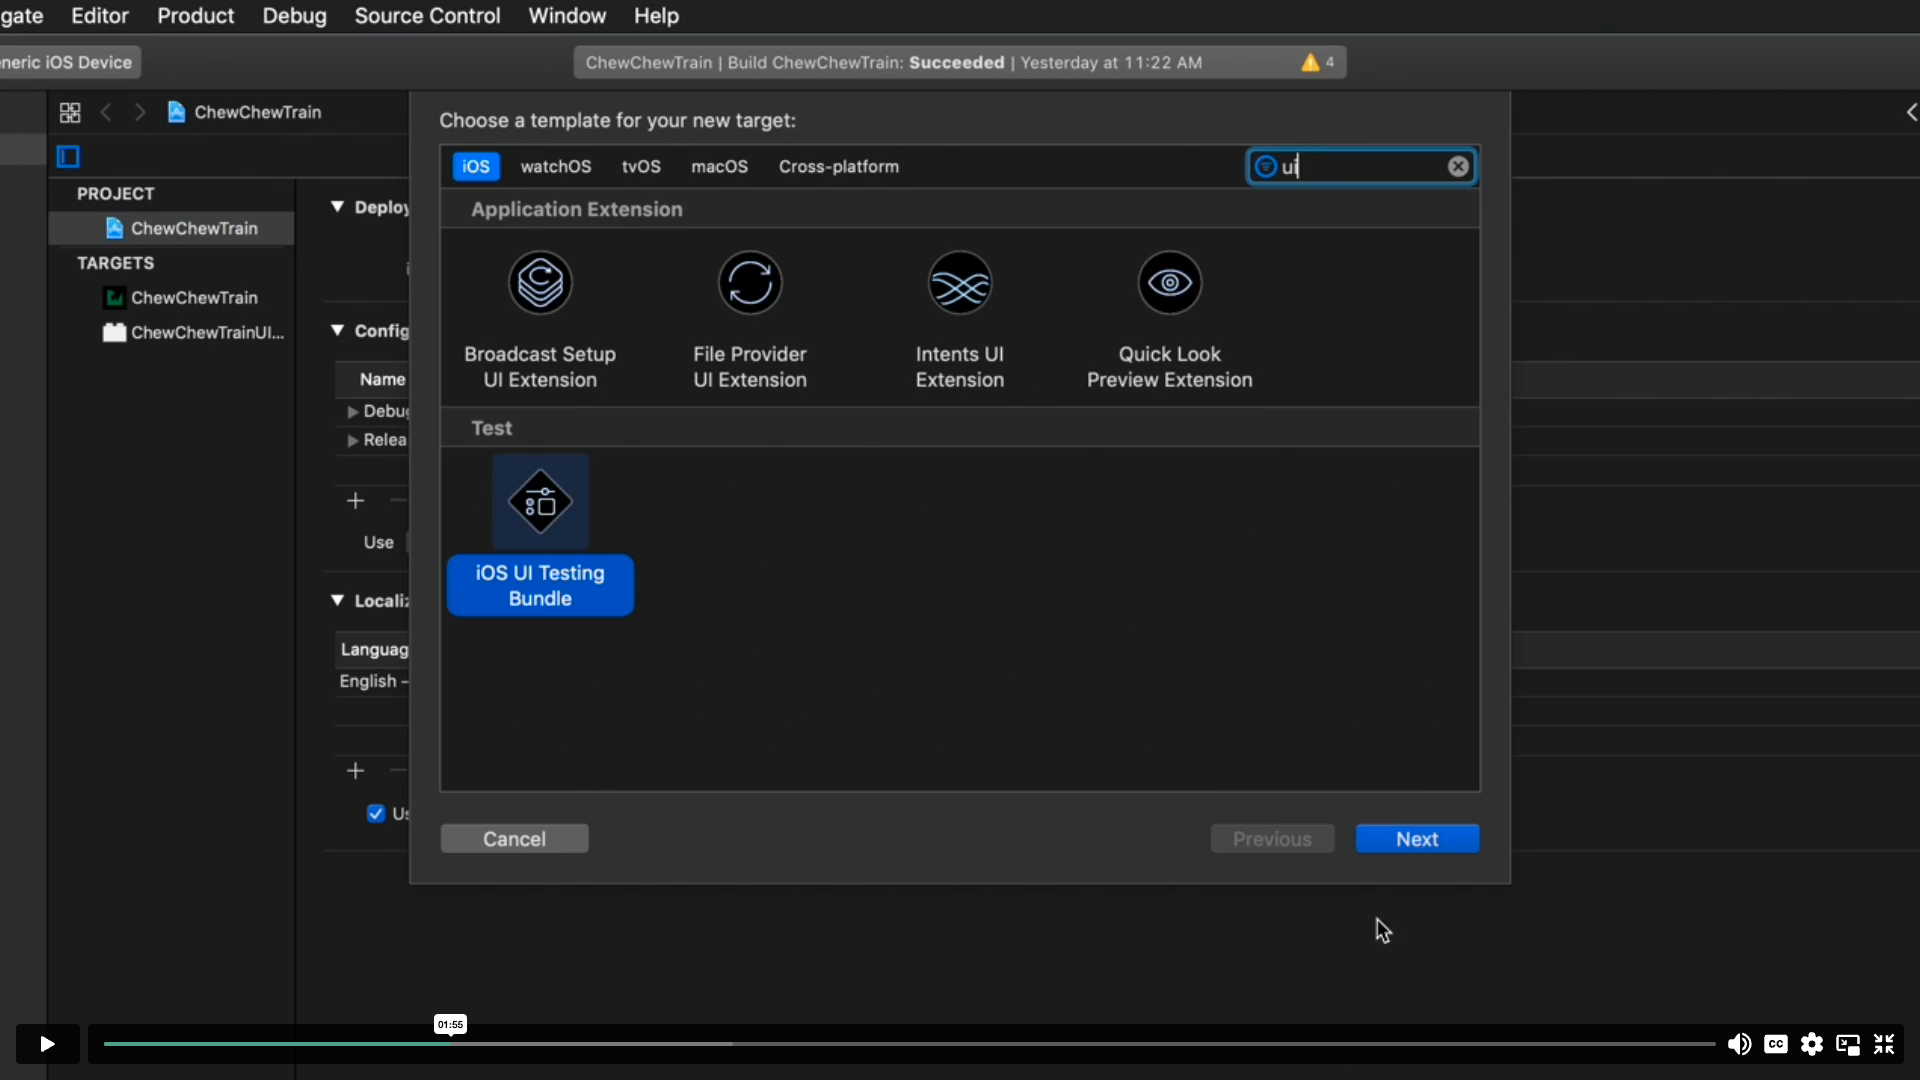 gate Editor Product Debug Source Control Window Help
neric iOS Device
ChewChewTrain | Build ChewChewTrain: Succeeded | Yesterday at 11:22 AM 4
ChewChewTrain
Choose a template for your new target:
iOS watchOS tvOS macOS Cross-platform ui
PROJECT
ChewChewTrain
TARGETS
ChewChewTrain
ChewChewTrainUI...
Deploy
Config
Name
Debug
Relea
Use
Localiz
Languag
English –
Us
Application Extension
Broadcast Setup
UI Extension
File Provider
UI Extension
Intents UI
Extension
Quick Look
Preview Extension
Test
iOS UI Testing
Bundle
Cancel Previous Next
01:55
CC